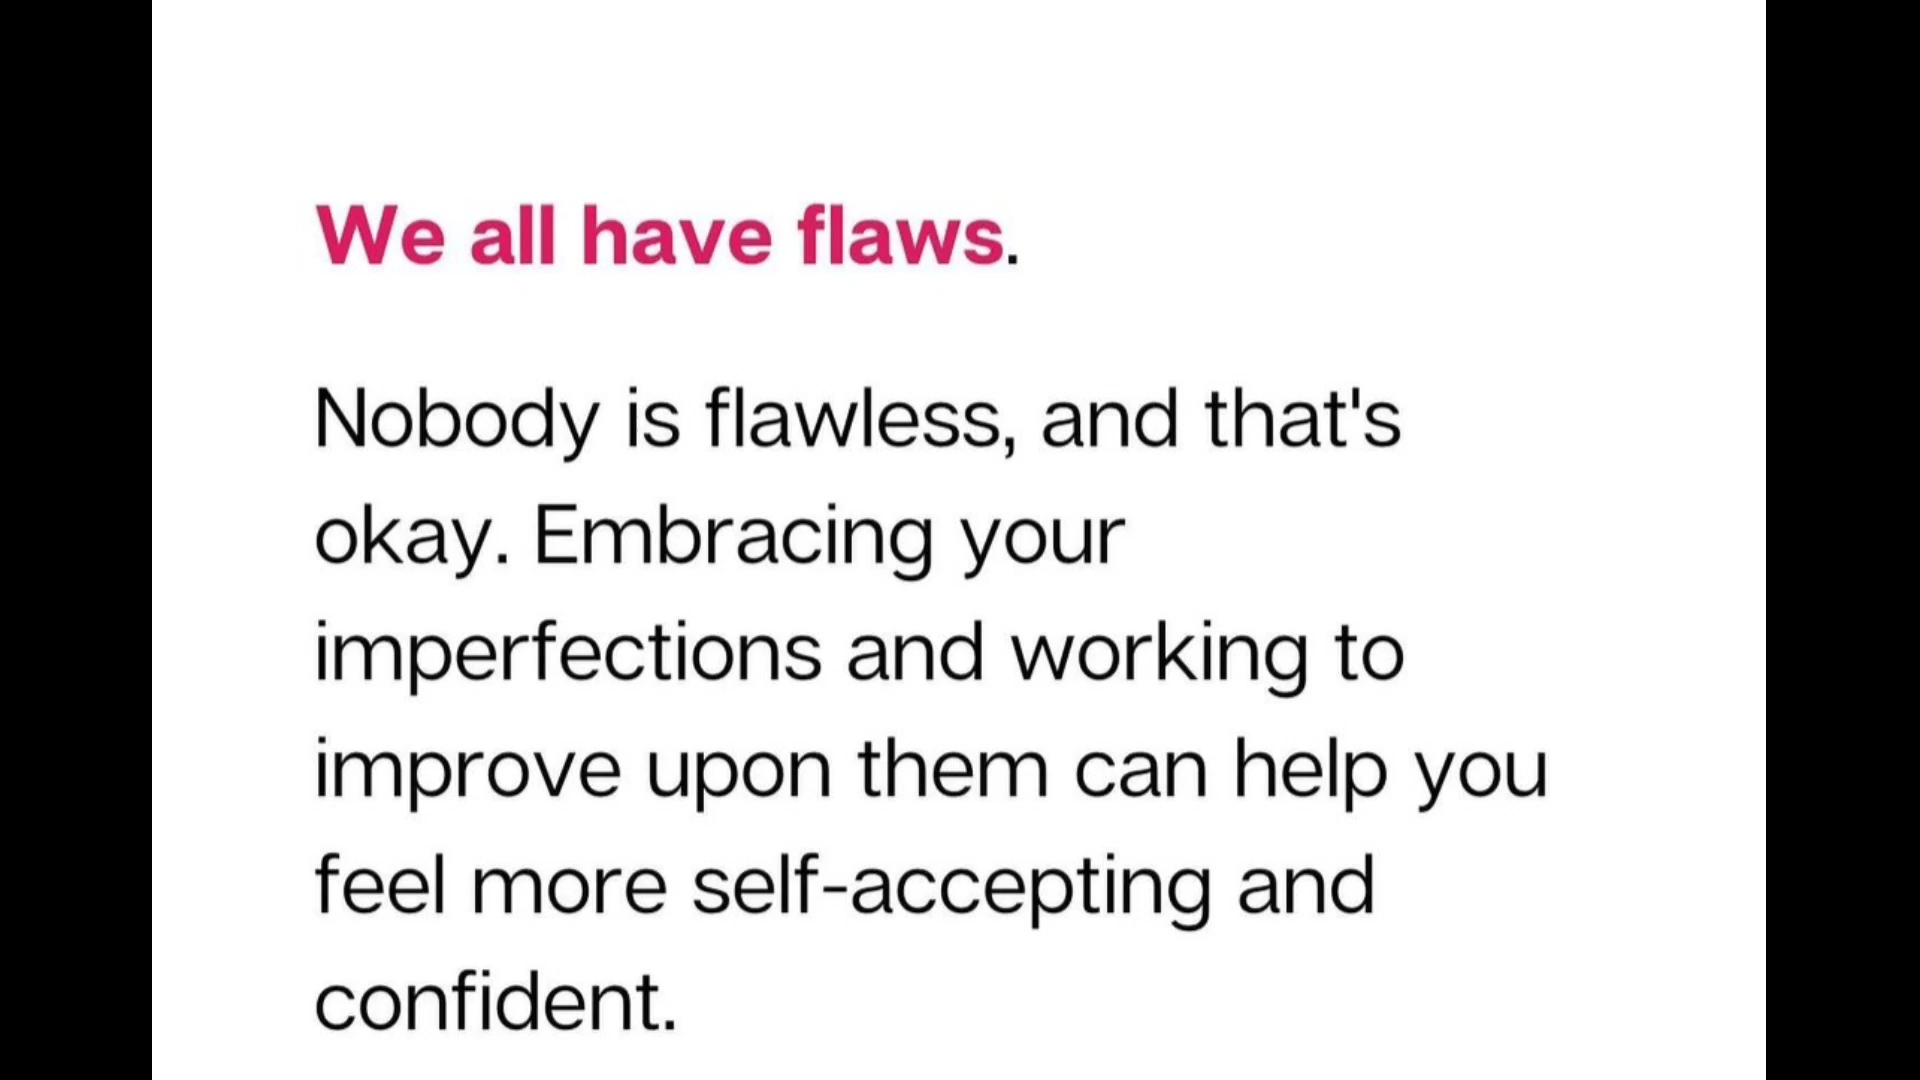 We all have flaws.
Nobody is flawless, and that's
okay. Embracing your
imperfections and working to
improve upon them can help you
feel more self-accepting and
confident.